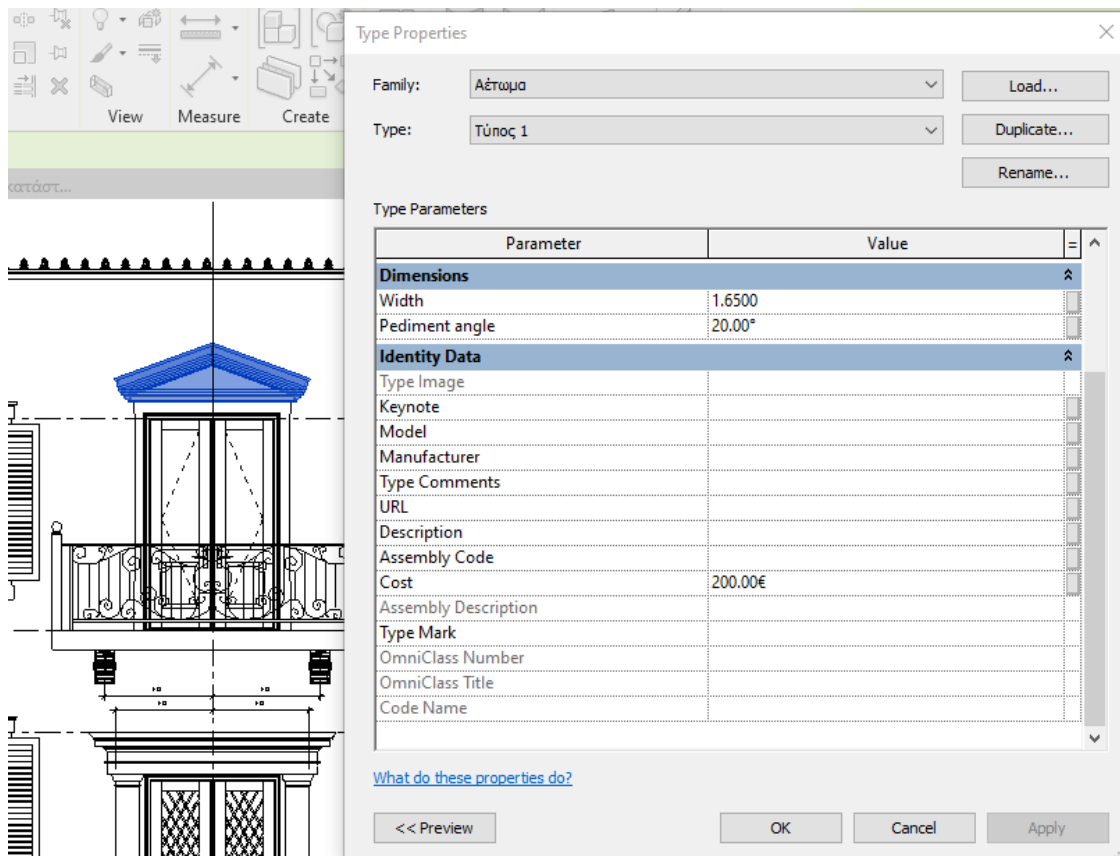 View Measure Create
κατάστ...
Type Properties
Family: Αέτωμα Load...
Type: Τύπος 1 Duplicate...
Rename...
Type Parameters
Parameter Value =
Dimensions
Width 1.6500
Pediment angle 20.00°
Identity Data
Type Image
Keynote
Model
Manufacturer
Type Comments
URL
Description
Assembly Code
Cost 200.00€
Assembly Description
Type Mark
OmniClass Number
OmniClass Title
Code Name
What do these properties do?
<< Preview OK Cancel Apply